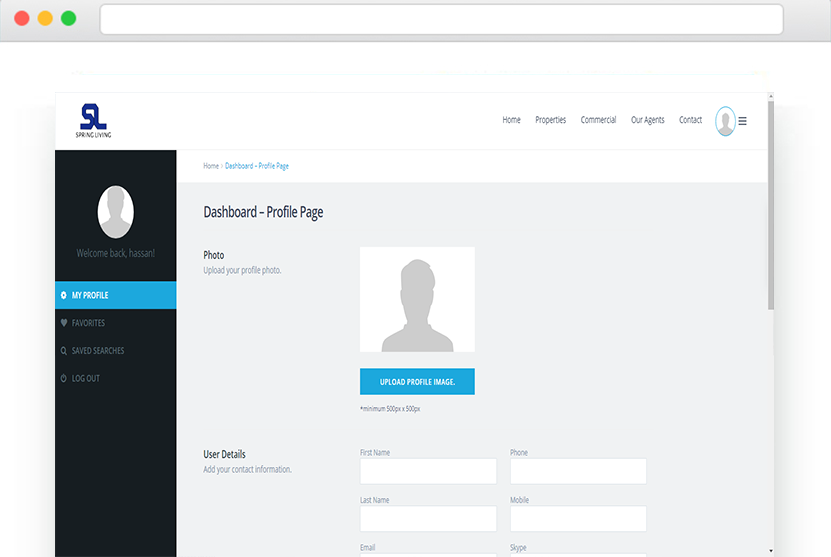 SL
SPRING LIVING
Home Properties Commercial Our Agents Contact
Welcome back, hassan!
MY PROFILE
FAVORITES
SAVED SEARCHES
LOG OUT
Home > Dashboard – Profile Page
Dashboard – Profile Page
Photo
Upload your profile photo.
UPLOAD PROFILE IMAGE.
*minimum 500px x 500px
User Details
Add your contact information.
First Name Phone
Last Name Mobile
Email Skype